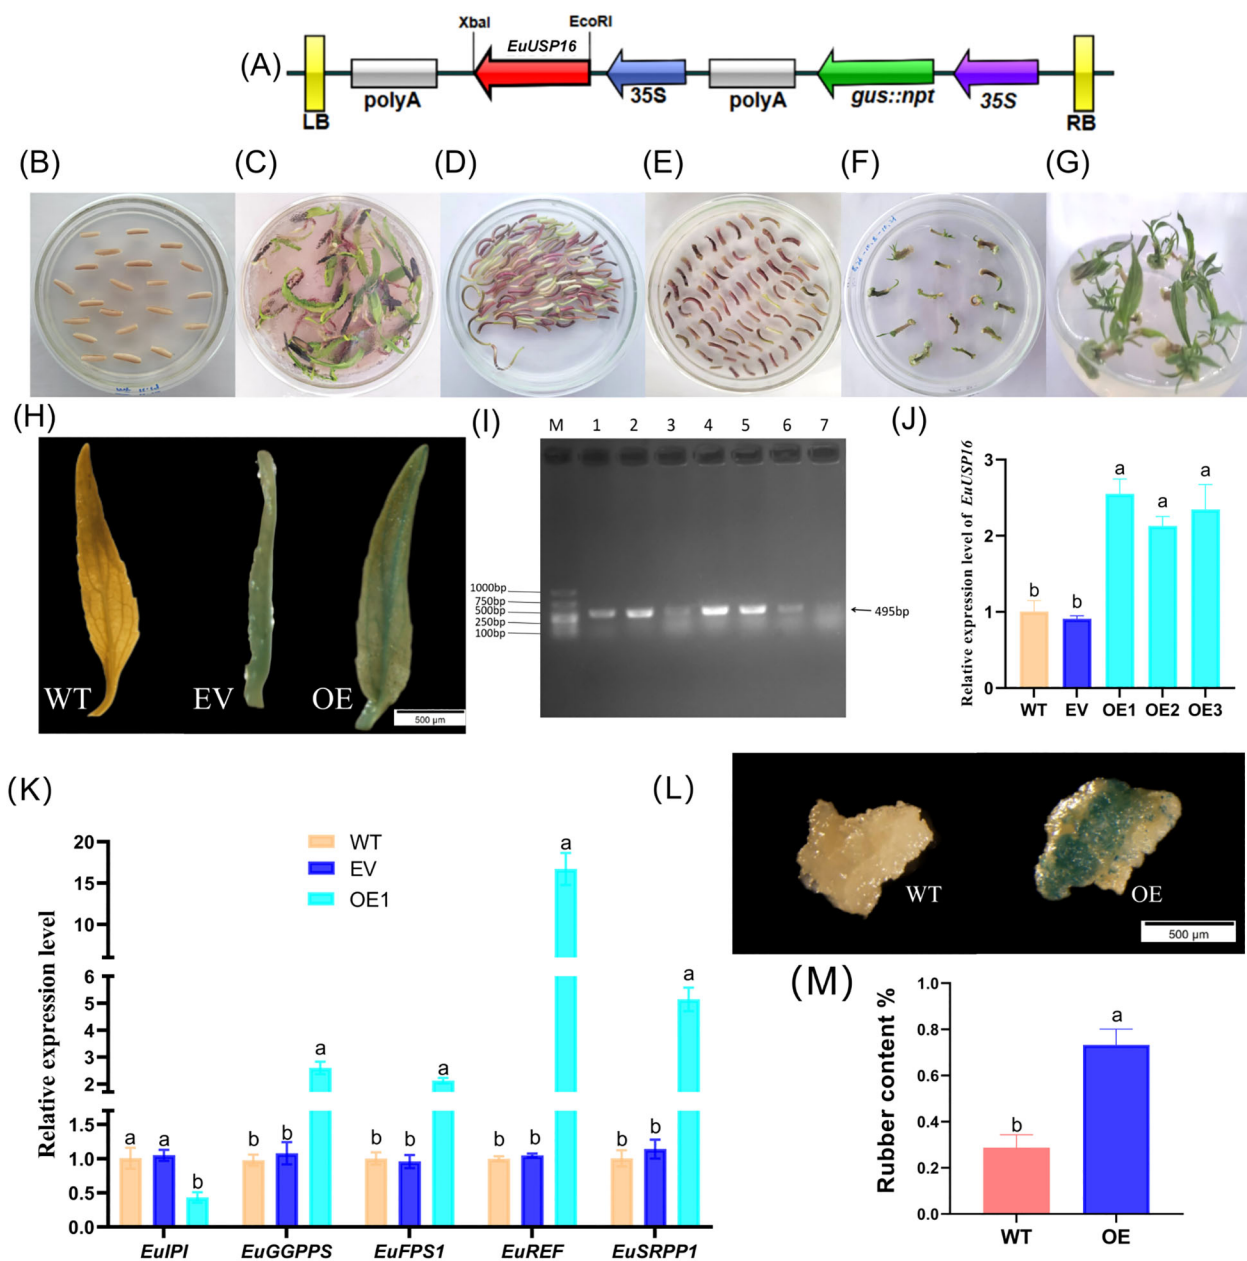 (A)
XbaI
EcoRI
EuUSP16
polyA
35S
polyA
gus::npt
35S
LB
RB
(B)
(C)
(D)
(E)
(F)
(G)
(H)
WT
EV
OE
500 µm
(I)
M 1 2 3 4 5 6 7
1000bp
750bp
500bp
250bp
100bp
495bp
(J)
Relative expression level of EuUSP16
3
2
1
0
a
a
a
b
b
WT EV OE1 OE2 OE3
(K)
Relative expression level
WT
EV
OE1
20
15
10
6
5
4
3
2
1.5
1.0
0.5
0.0
a a b
b b a
b b a
b b a
b b a
EuIPI EuGGPPS EuFPS1 EuREF EuSRPP1
(L)
WT
OE
500 µm
(M)
Rubber content %
1.0
0.8
0.6
0.4
0.2
0.0
b
a
WT OE